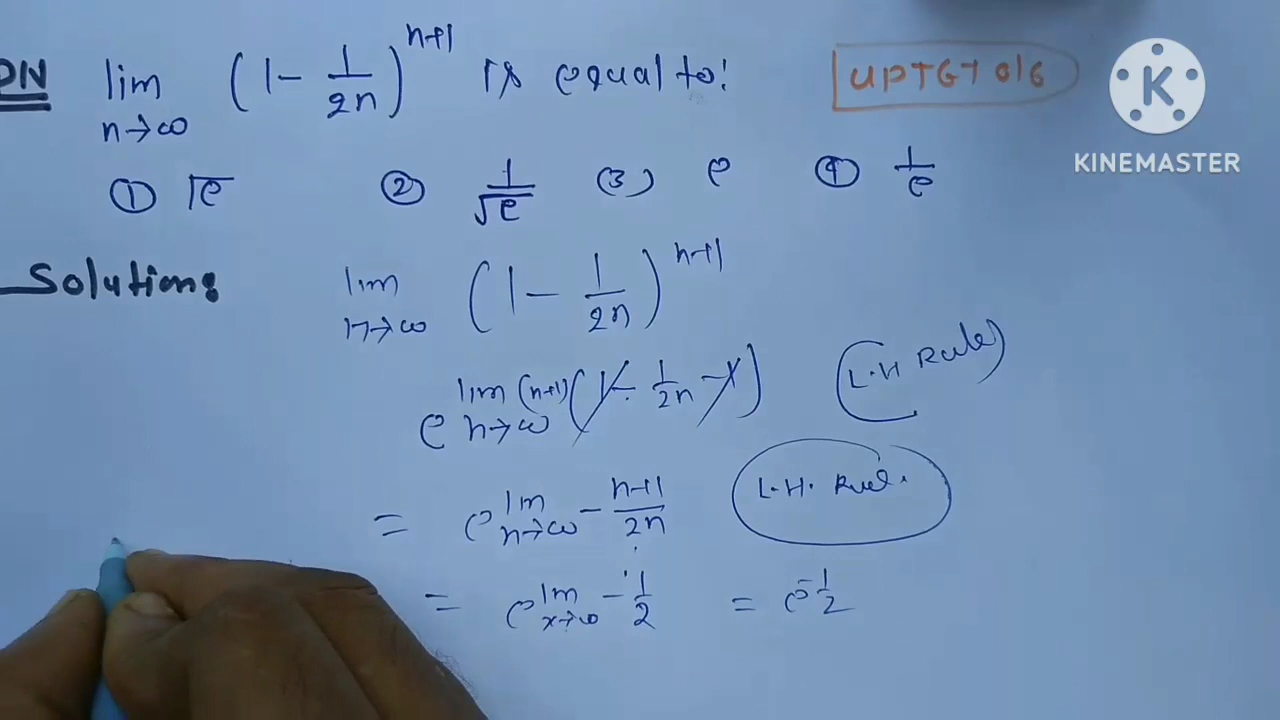 ON lim n→∞ (1 - 1/2n)^n+1 is equal to: UPTGT 016
K
KINEMASTER
① √e ② 1/√e (3) e ④ 1/e
Solution: lim n→∞ (1 - 1/2n)^n+1
e^lim n→∞ (n+1)(1 - 1/2n - 1) (L.H Rule)
= e^lim n→∞ - n+1/2n L.H. Rul.
= e^lim x→∞ - 1/2 = e^-1/2